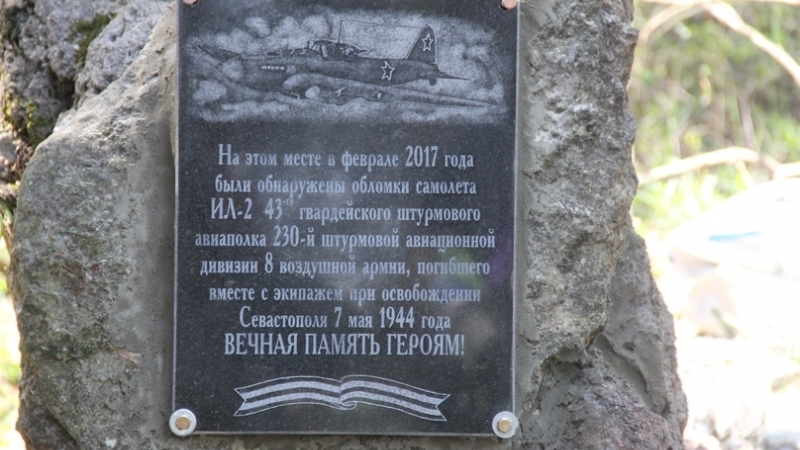 На этом месте в феврале 2017 года
были обнаружены обломки самолета
ИЛ-2 43-го гвардейского штурмового
авиаполка 230-й штурмовой авиационной
дивизии 8 воздушной армии, погибшего
вместе с экипажем при освобождении
Севастополя 7 мая 1944 года
ВЕЧНАЯ ПАМЯТЬ ГЕРОЯМ!